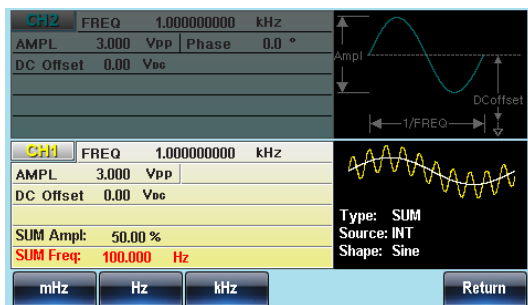 CH2 FREQ 1.000000000 kHz
AMPL 3.000 VPP Phase 0.0 °
DC Offset 0.00 VDC
Ampl
DCoffset
1/FREQ
CH1 FREQ 1.000000000 kHz
AMPL 3.000 VPP
DC Offset 0.00 VDC
SUM Ampl: 50.00 %
SUM Freq: 100.000 Hz
Type: SUM
Source: INT
Shape: Sine
mHz Hz kHz Return